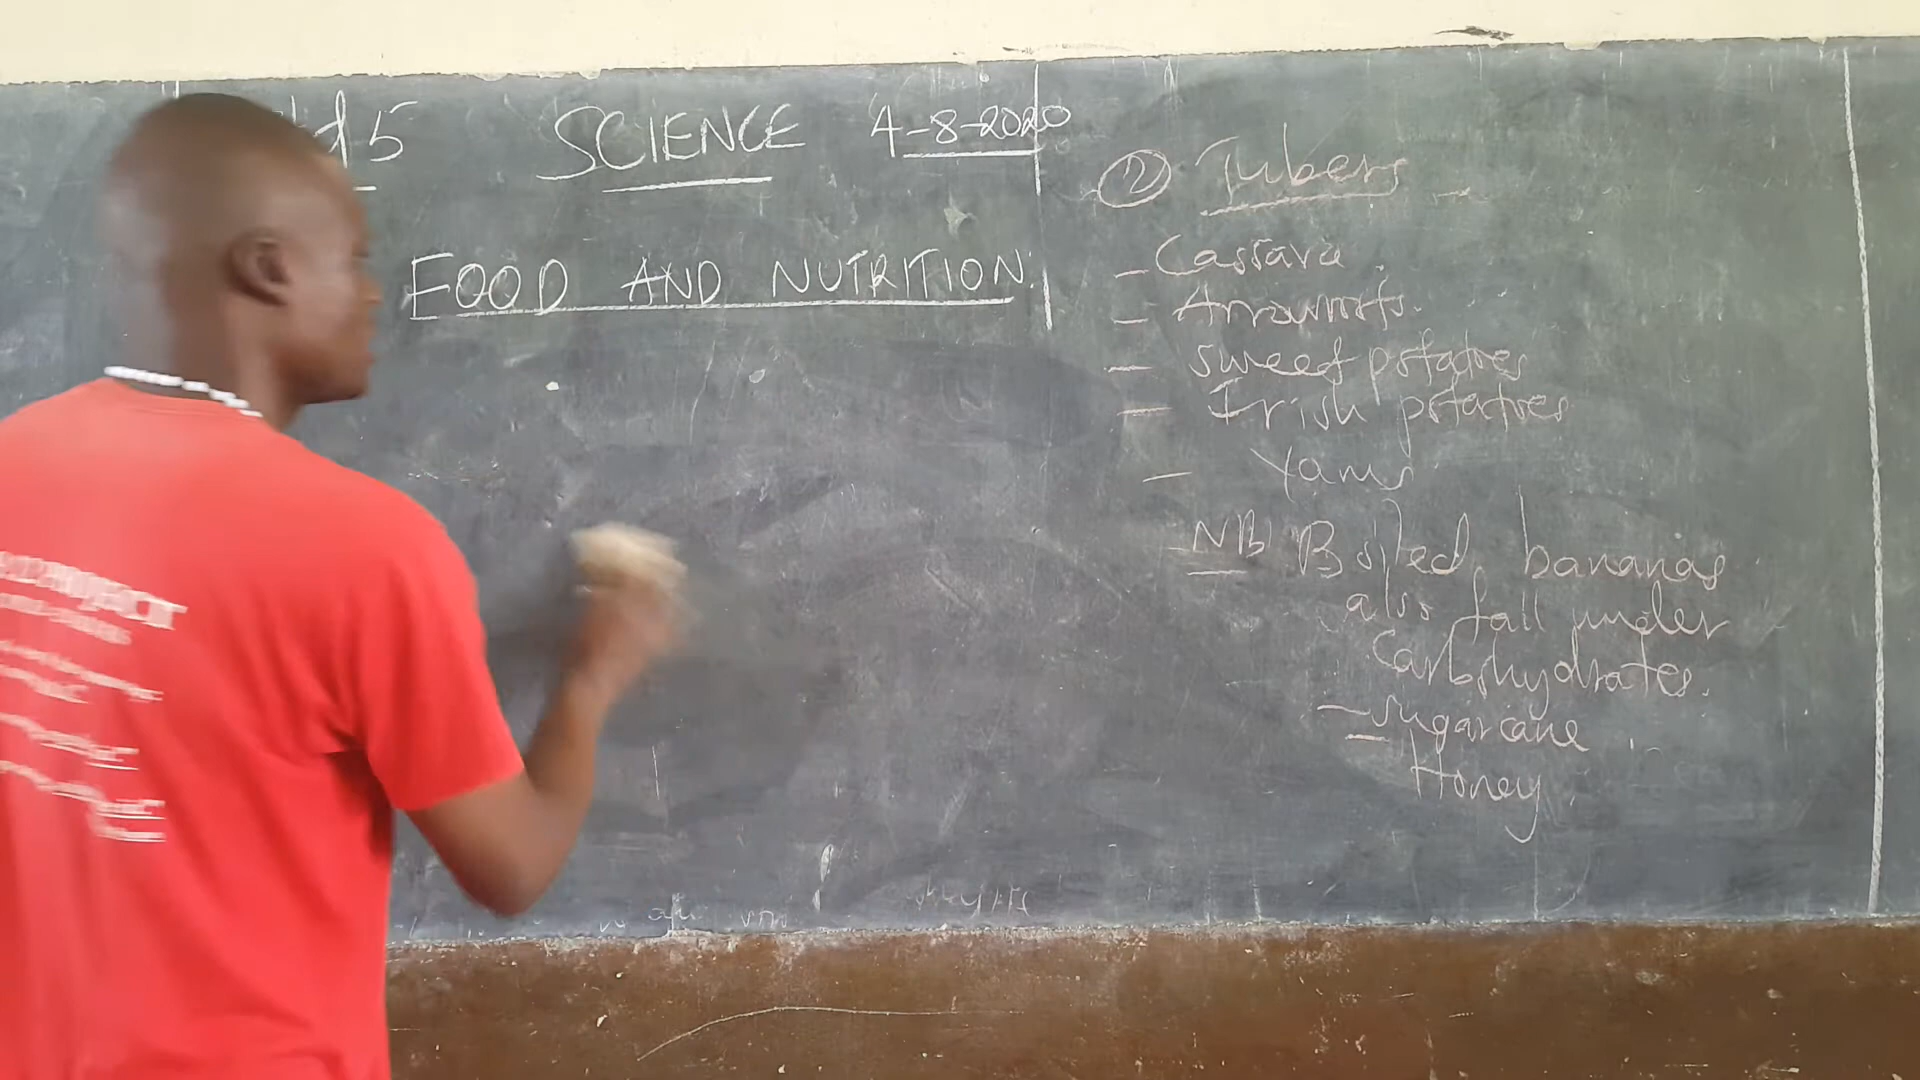 5 SCIENCE 4-8-2020
FOOD AND NUTRITION.
② Tubers
- Cassava.
- Arrowroots.
- sweet potatoes
- Irish potatoes
- Yams
NB Boiled bananas
also fall under
Carbohydrates.
- sugarcane
- Honey.